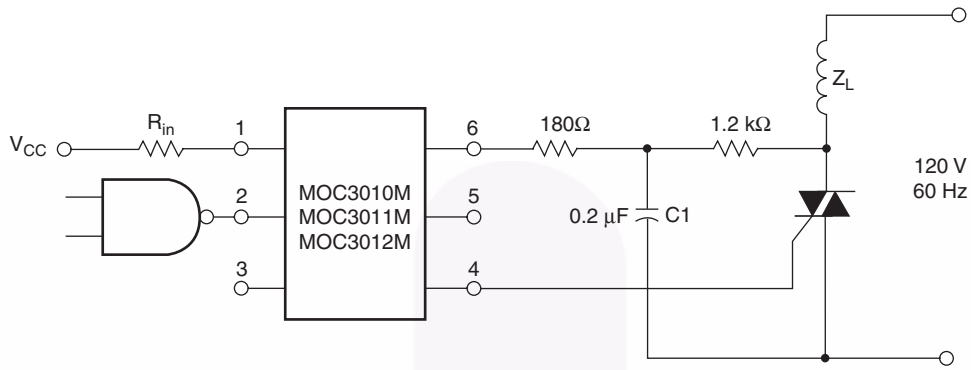 V_CC
R_in
1
2
3
MOC3010M
MOC3011M
MOC3012M
6
5
4
180Ω
1.2 kΩ
0.2 µF
C1
Z_L
120 V
60 Hz